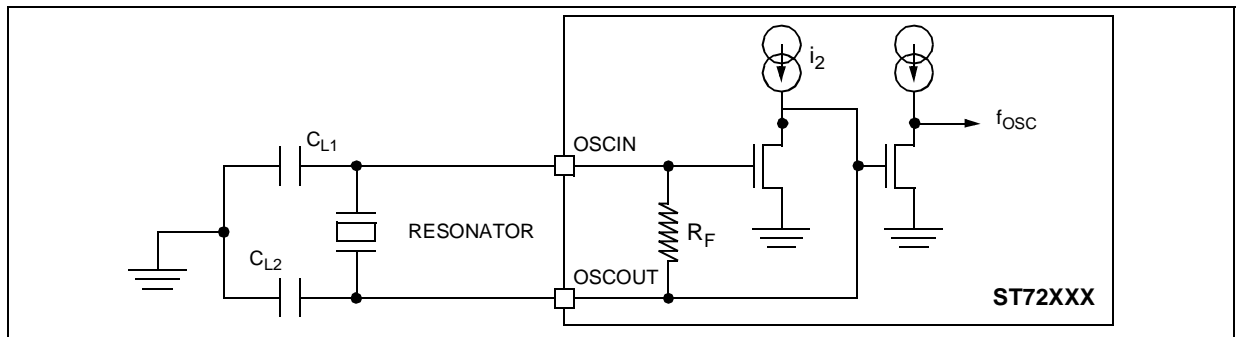 i2
fOSC
CL1
OSCIN
RESONATOR
RF
CL2
OSCOUT
ST72XXX